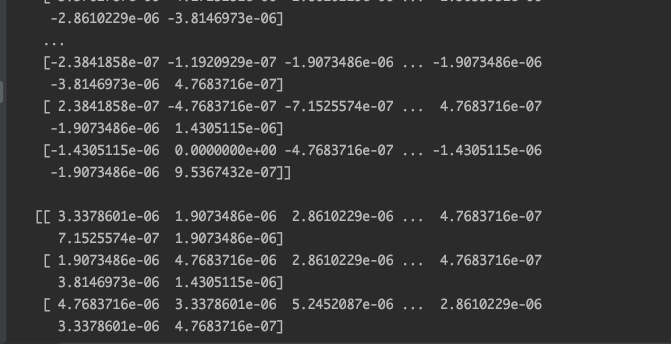 -2.8610229e-06 -3.8146973e-06]
...
[-2.3841858e-07 -1.1920929e-07 -1.9073486e-06 ... -1.9073486e-06
-3.8146973e-06  4.7683716e-07]
[ 2.3841858e-07 -4.7683716e-07 -7.1525574e-07 ...  4.7683716e-07
-1.9073486e-06  1.4305115e-06]
[-1.4305115e-06  0.0000000e+00 -4.7683716e-07 ... -1.4305115e-06
-1.9073486e-06  9.5367432e-07]]
[[ 3.3378601e-06  1.9073486e-06  2.8610229e-06 ...  4.7683716e-07
7.1525574e-07  1.9073486e-06]
[ 1.9073486e-06  4.7683716e-06  2.8610229e-06 ...  4.7683716e-07
3.8146973e-06  1.4305115e-06]
[ 4.7683716e-06  3.3378601e-06  5.2452087e-06 ...  2.8610229e-06
3.3378601e-06  4.7683716e-07]